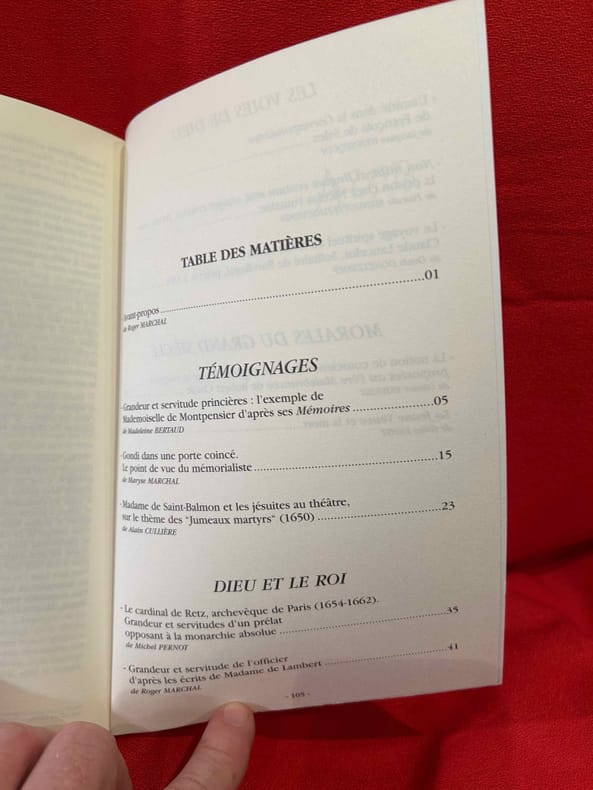 TABLE DES MATIÈRES
Avant-propos ........................................ 01
de Roger MARCHAL
TÉMOIGNAGES
- Grandeur et servitude princières : l'exemple de
Mademoiselle de Montpensier d'après ses Mémoires ................ 05
de Madeleine BERTAUD
- Gondi dans une porte coincé.
Le point de vue du mémorialiste ................................ 15
de Maryse MARCHAL
- Madame de Saint-Balmon et les jésuites au théâtre,
sur le thème des "Jumeaux martyrs" (1650) ...................... 23
de Alain CULLIÈRE
DIEU ET LE ROI
- Le cardinal de Retz, archevêque de Paris (1654-1662).
Grandeur et servitudes d'un prélat
opposant à la monarchie absolue ................................ 35
de Michel PERNOT
- Grandeur et servitude de l'officier
d'après les écrits de Madame de Lambert ........................ 41
de Roger MARCHAL
- 105 -